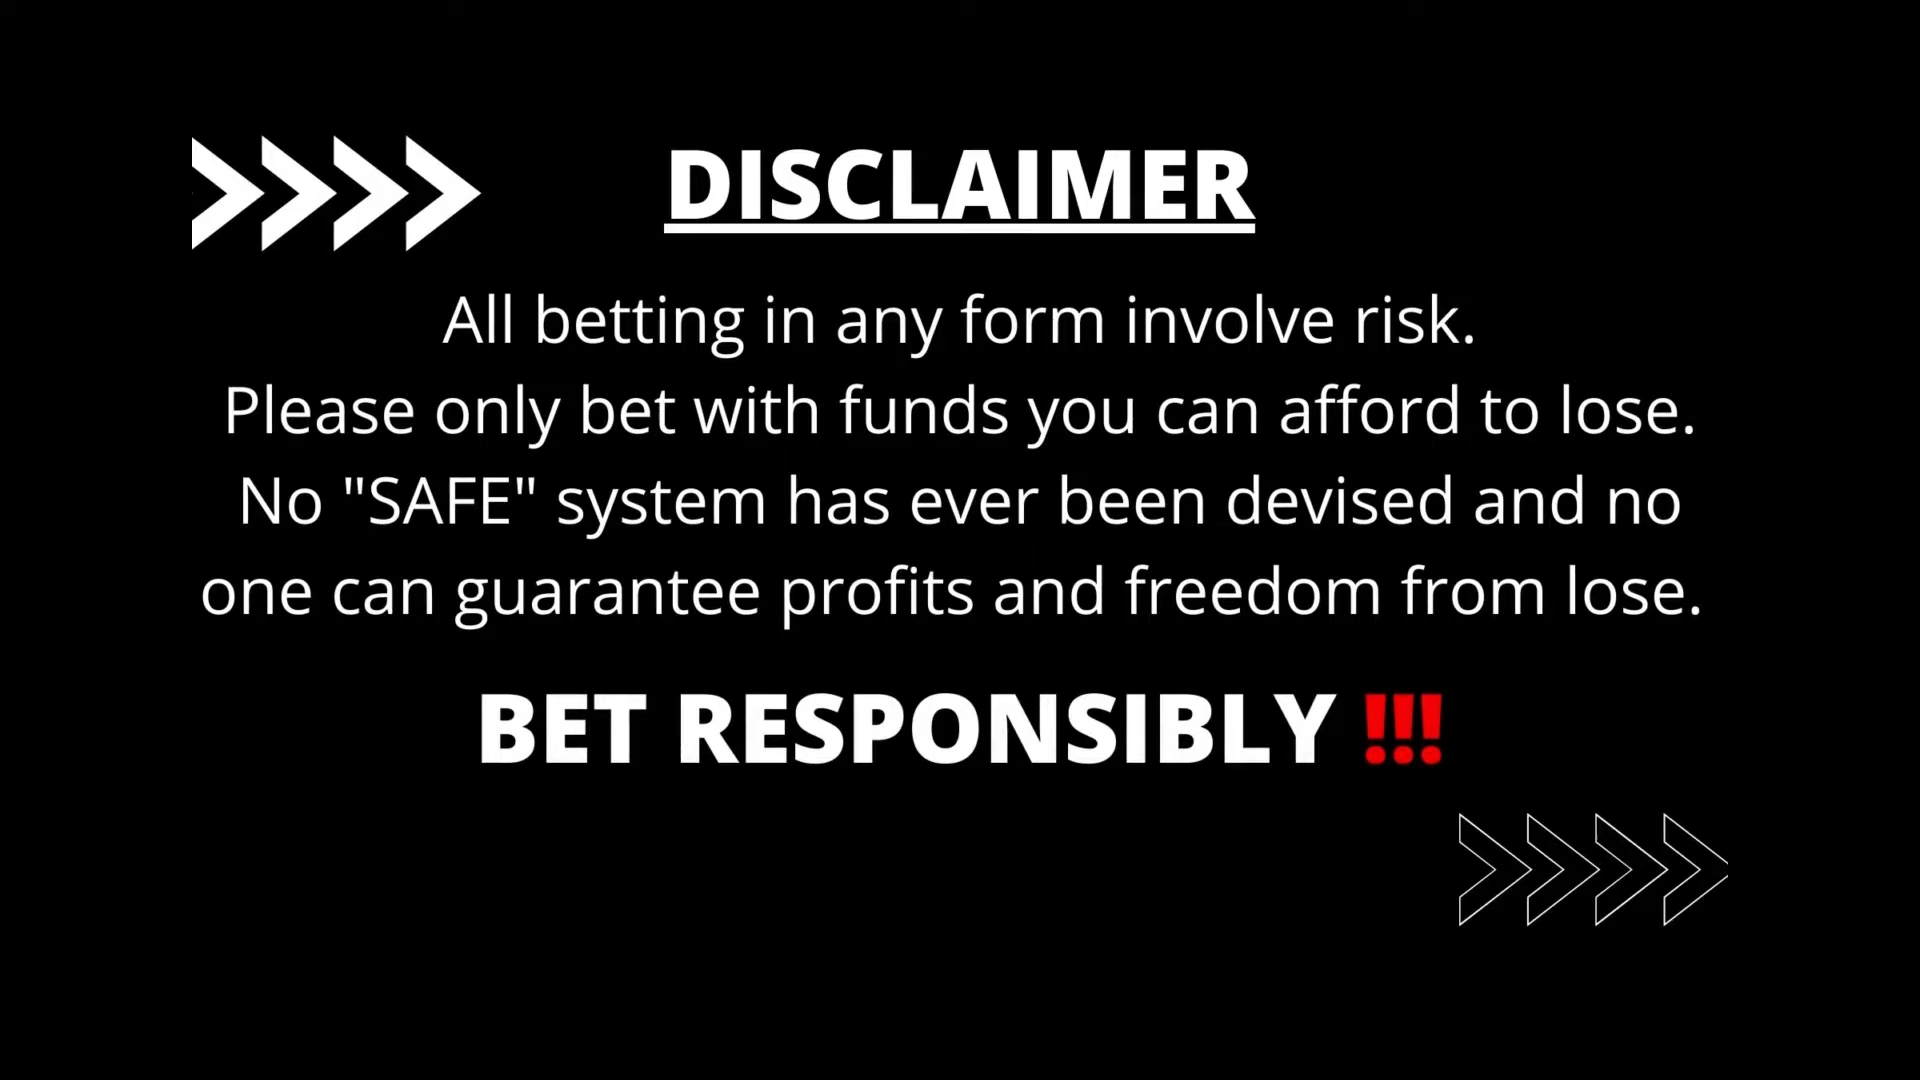 DISCLAIMER
All betting in any form involve risk.
Please only bet with funds you can afford to lose.
No "SAFE" system has ever been devised and no
one can guarantee profits and freedom from lose.
BET RESPONSIBLY !!!